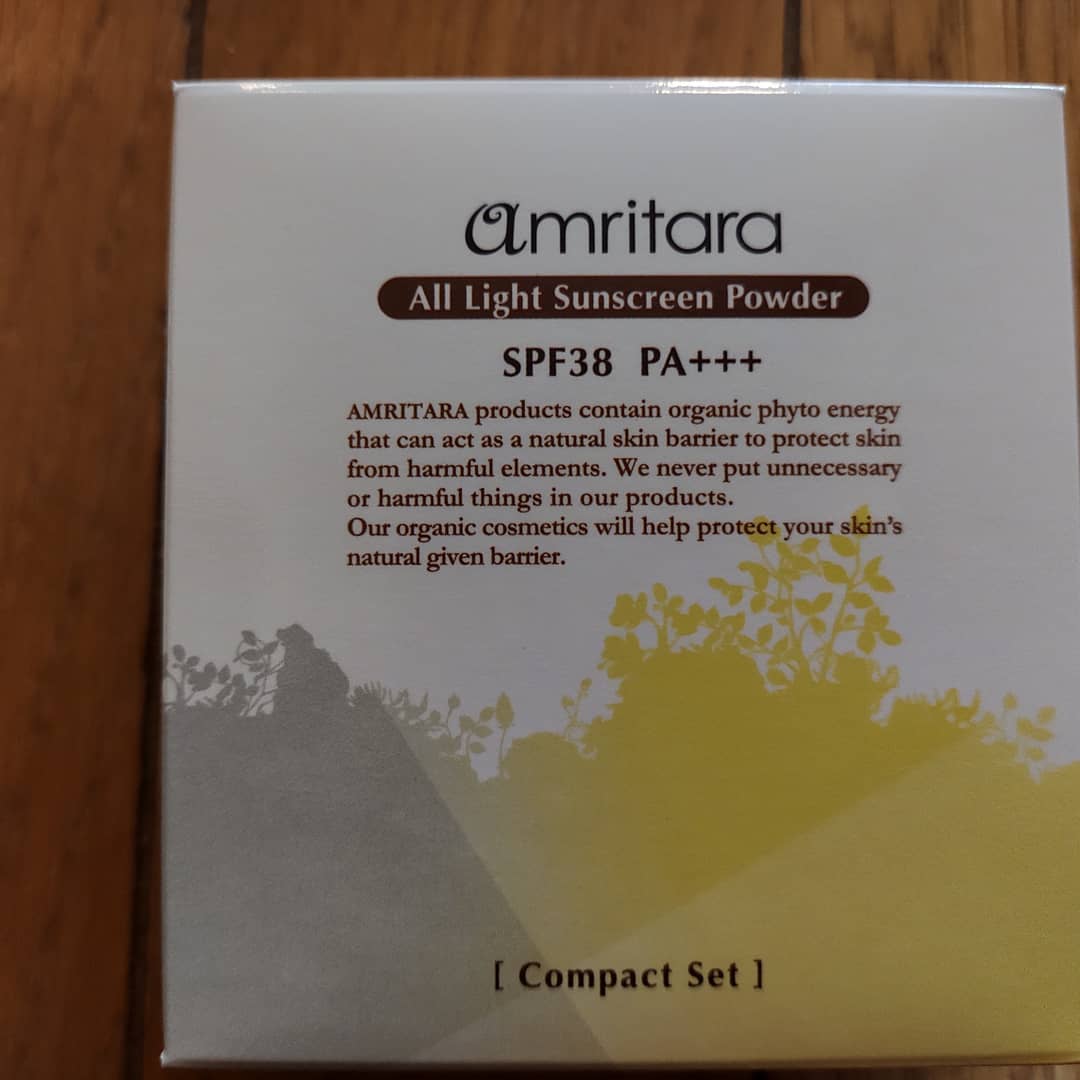 amritara
All Light Sunscreen Powder
SPF38 PA+++
AMRITARA products contain organic phyto energy
that can act as a natural skin barrier to protect skin
from harmful elements. We never put unnecessary
or harmful things in our products.
Our organic cosmetics will help protect your skin's
natural given barrier.
[ Compact Set ]